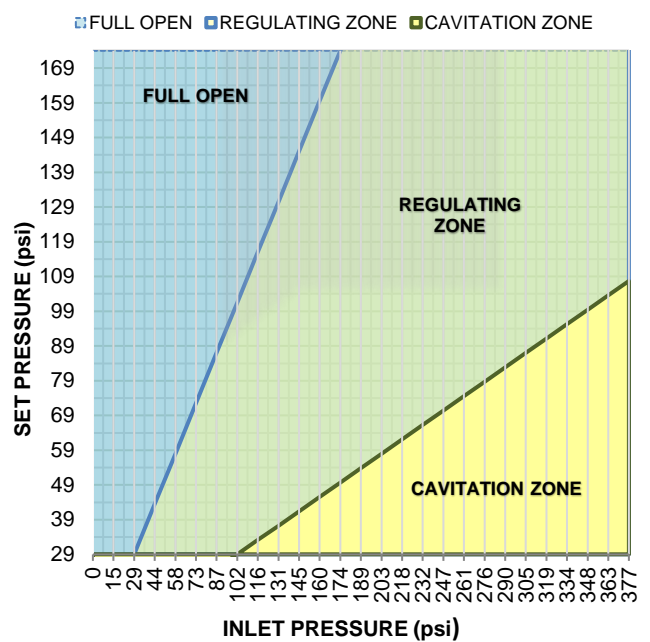 FULL OPEN REGULATING ZONE CAVITATION ZONE
169
159
149
139
129
119
109
99
89
79
69
59
49
39
29
SET PRESSURE (psi)
FULL OPEN
REGULATING
ZONE
CAVITATION ZONE
0 15 29 44 58 73 87 102 116 131 145 160 174 189 203 218 232 247 261 276 290 305 319 334 348 363 377
INLET PRESSURE (psi)